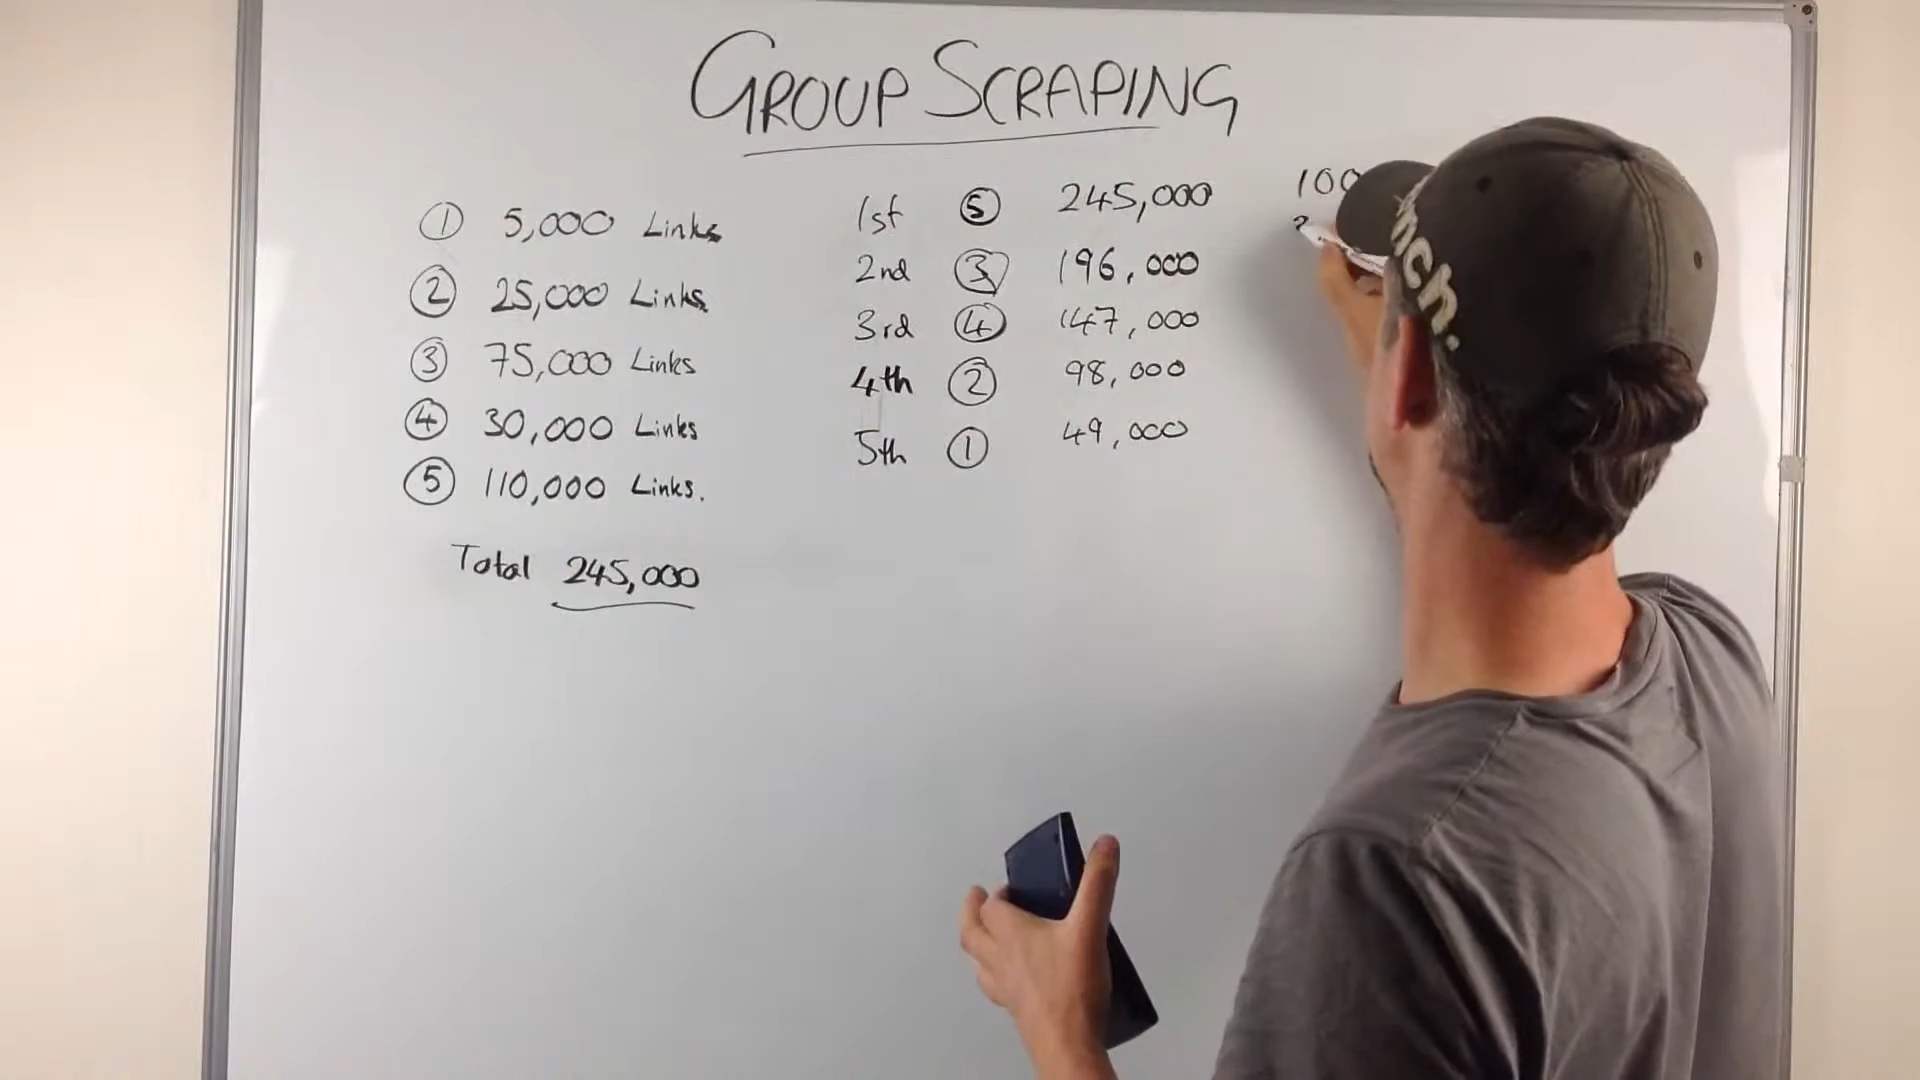 GROUP SCRAPING
① 5,000 Links
② 25,000 Links
③ 75,000 Links
④ 30,000 Links
⑤ 110,000 Links.
Total 245,000
1st ⑤ 245,000 100
2nd ③ 196,000
3rd ④ 147,000
4th ② 98,000
5th ① 49,000